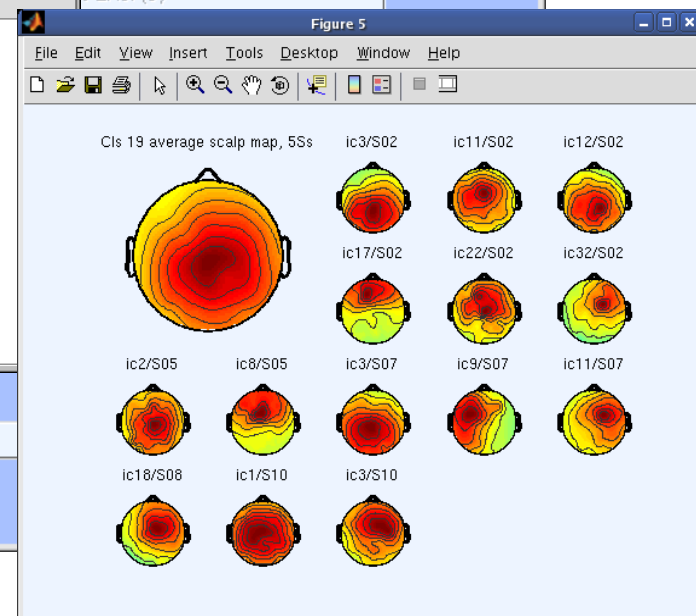 Figure 5
File Edit View Insert Tools Desktop Window Help
Cls 19 average scalp map, 5Ss
ic3/S02 ic11/S02 ic12/S02
ic17/S02 ic22/S02 ic32/S02
ic2/S05 ic8/S05 ic3/S07 ic9/S07 ic11/S07
ic18/S08 ic1/S10 ic3/S10